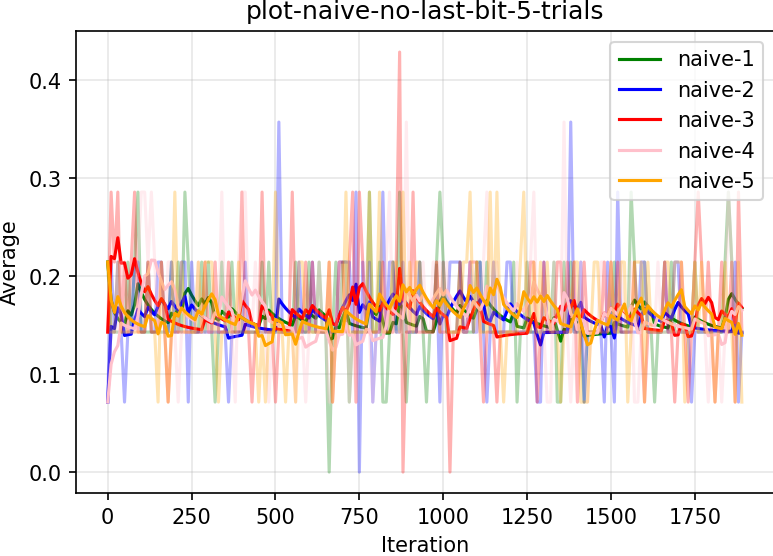 plot-naive-no-last-bit-5-trials
naive-1
naive-2
naive-3
naive-4
naive-5
Average
0.4
0.3
0.2
0.1
0.0
0 250 500 750 1000 1250 1500 1750
Iteration